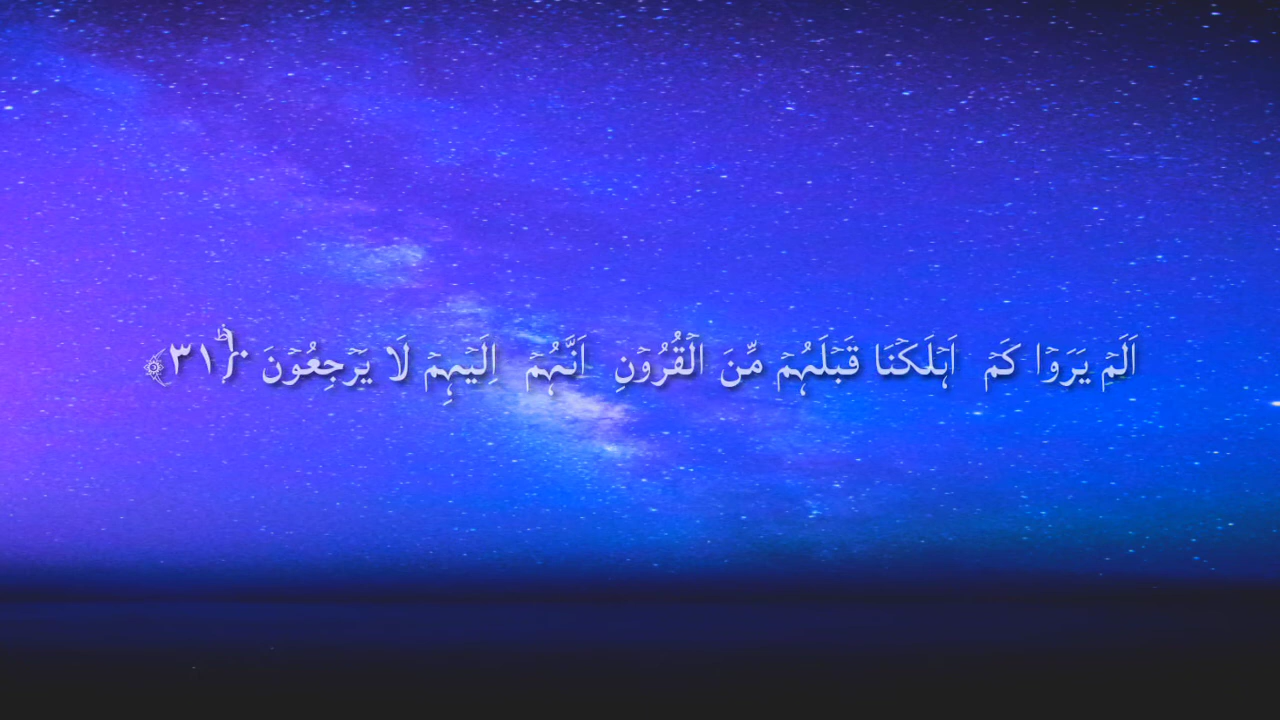 اَلَمۡ يَرَوۡا كَمۡ اَہۡلَكۡنَا قَبۡلَہُمۡ مِّنَ الۡقُرُوۡنِ اَنَّہُمۡ اِلَيۡہِمۡ لَا يَرۡجِعُوۡنَ ؕ﴿۳۱﴾